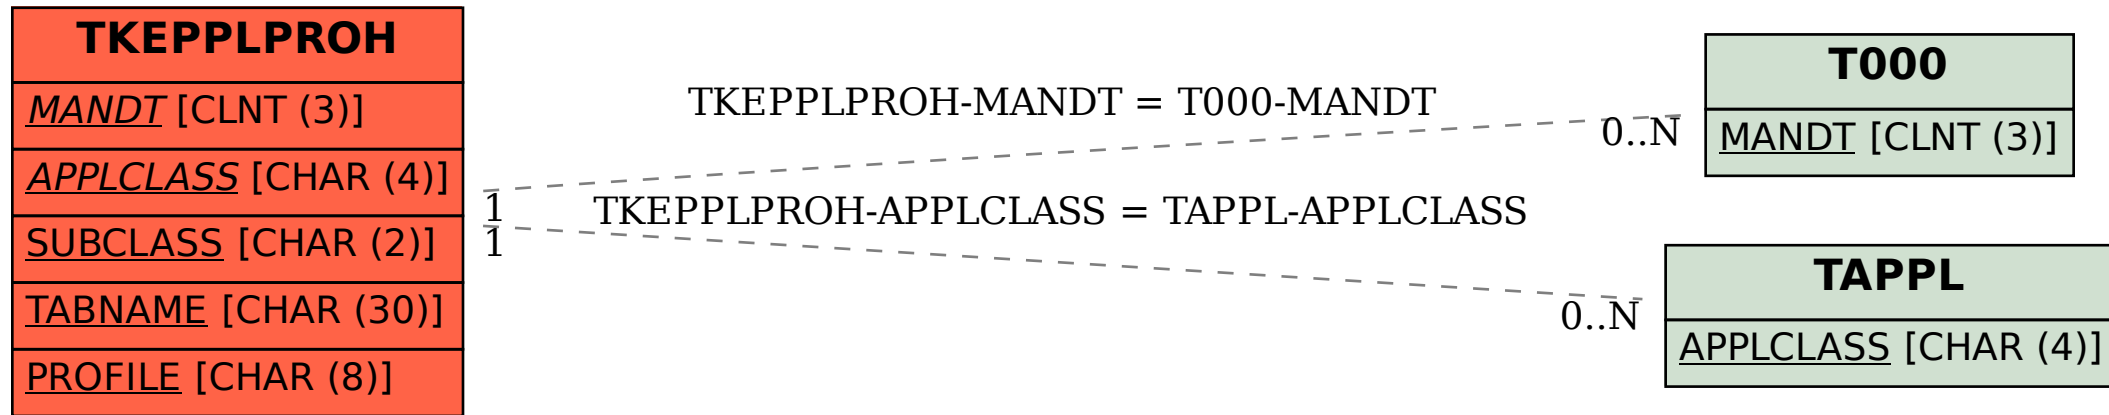 TKEPPLPROH
MANDT [CLNT (3)]
APPLCLASS [CHAR (4)]
SUBCLASS [CHAR (2)]
TABNAME [CHAR (30)]
PROFILE [CHAR (8)]
TKEPPLPROH-MANDT = T000-MANDT
0..N
1
TKEPPLPROH-APPLCLASS = TAPPL-APPLCLASS
1
0..N
T000
MANDT [CLNT (3)]
TAPPL
APPLCLASS [CHAR (4)]